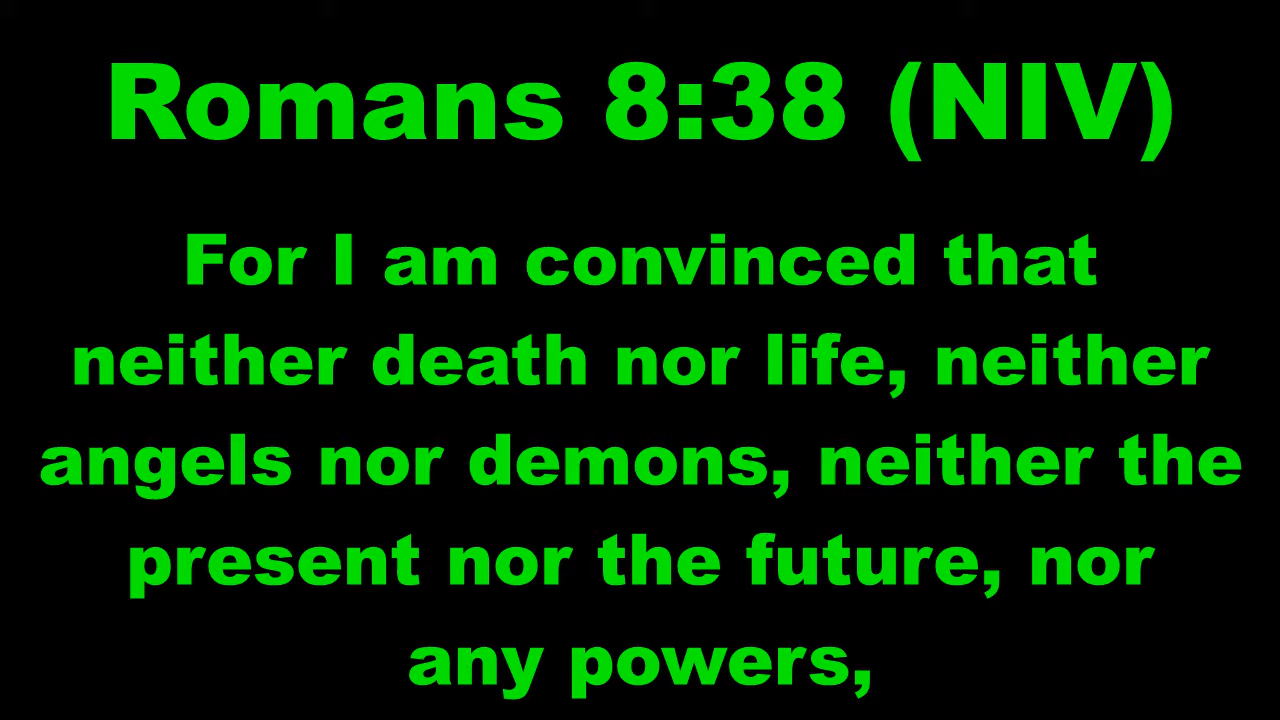 Romans 8:38 (NIV)
For I am convinced that
neither death nor life, neither
angels nor demons, neither the
present nor the future, nor
any powers,